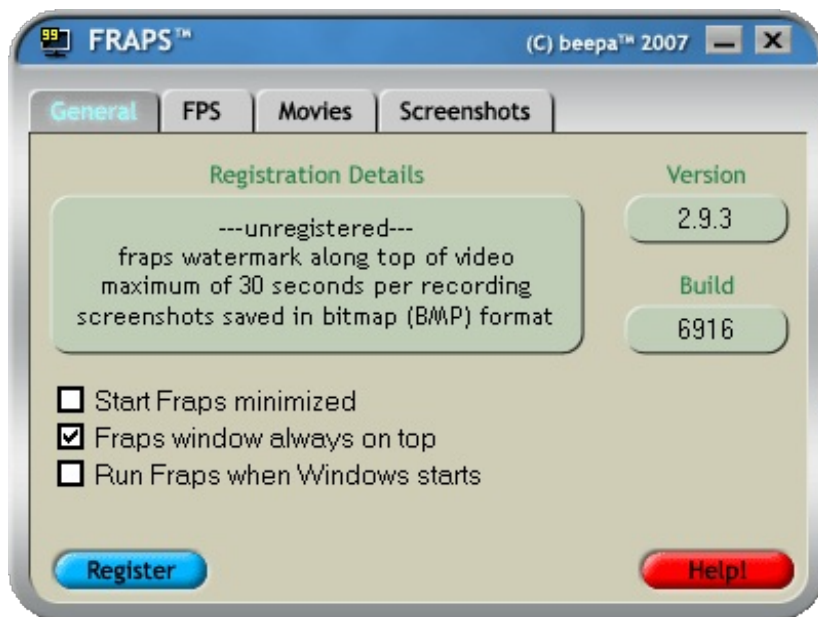 99
FRAPS™
(C) beepa™ 2007
General
FPS
Movies
Screenshots
Registration Details
---unregistered---
fraps watermark along top of video
maximum of 30 seconds per recording
screenshots saved in bitmap (BMP) format
Version
2.9.3
Build
6916
Start Fraps minimized
Fraps window always on top
Run Fraps when Windows starts
Register
Help!